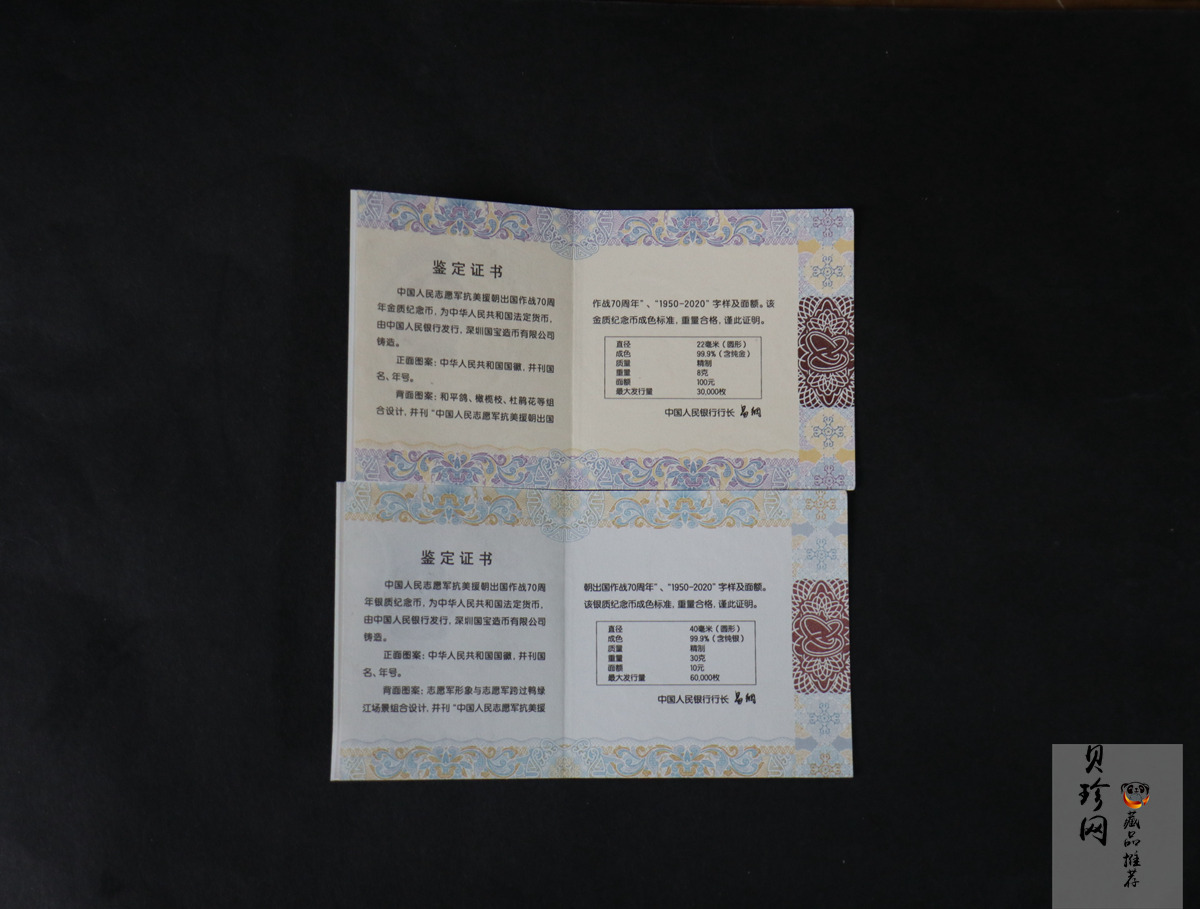 鉴定证书
中国人民志愿军抗美援朝出国作战70周
年金质纪念币，为中华人民共和国法定货币，
由中国人民银行发行，深圳国宝造币有限公司
铸造。
正面图案：中华人民共和国国徽，并刊国
名、年号。
背面图案：和平鸽、橄榄枝、杜鹃花等组
合设计，并刊“中国人民志愿军抗美援朝出国
作战70周年”、“1950-2020”字样及面额。该
金质纪念币成色标准，重量合格，谨此证明。
直径 22毫米（圆形）
成色 99.9%（含纯金）
质量 精制
重量 8克
面额 100元
最大发行量 30,000枚
中国人民银行行长 易纲
鉴定证书
中国人民志愿军抗美援朝出国作战70周
年银质纪念币，为中华人民共和国法定货币，
由中国人民银行发行，深圳国宝造币有限公司
铸造。
正面图案：中华人民共和国国徽，并刊国
名、年号。
背面图案：志愿军形象与志愿军跨过鸭绿
江场景组合设计，并刊“中国人民志愿军抗美援
朝出国作战70周年”、“1950-2020”字样及面额。
该银质纪念币成色标准，重量合格，谨此证明。
直径 40毫米（圆形）
成色 99.9%（含纯银）
质量 精制
重量 30克
面额 10元
最大发行量 60,000枚
中国人民银行行长 易纲
贝珍网
藏品推荐